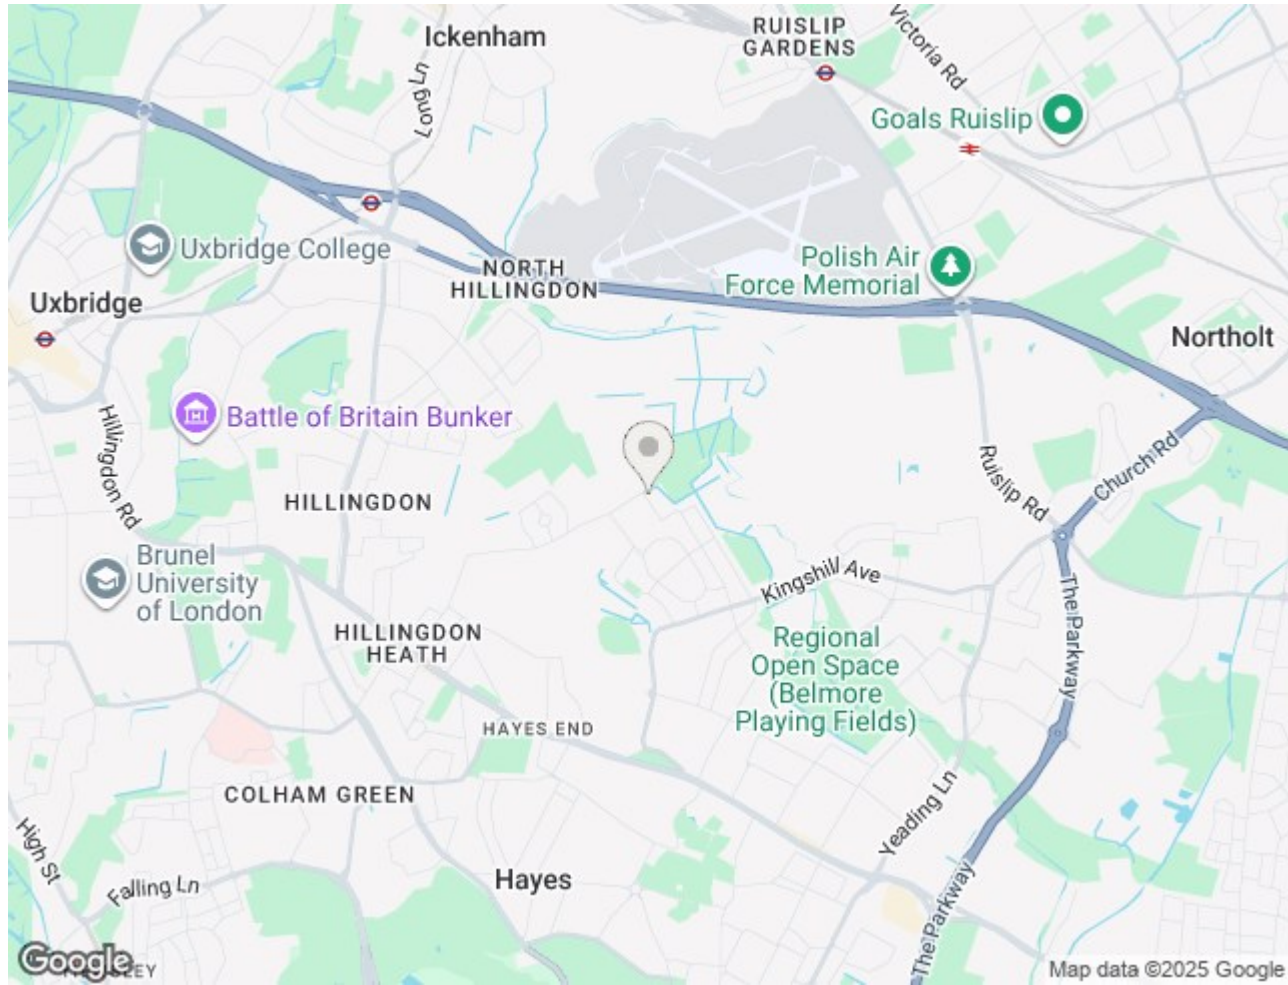 Ickenham
RUISLIP
GARDENS
Victoria Rd
Long Ln
Goals Ruislip
Uxbridge College
NORTH
HILLINGDON
Polish Air
Force Memorial
Uxbridge
Northolt
Battle of Britain Bunker
Hillingdon Rd
HILLINGDON
Ruislip Rd
Church Rd
Brunel
University
of London
Kingshill Ave
The Parkway
HILLINGDON
HEATH
Regional
Open Space
(Belmore
Playing Fields)
HAYES END
COLHAM GREEN
Yeading Ln
High St
Falling Ln
Hayes
The Parkway
Google
Map data ©2025 Google